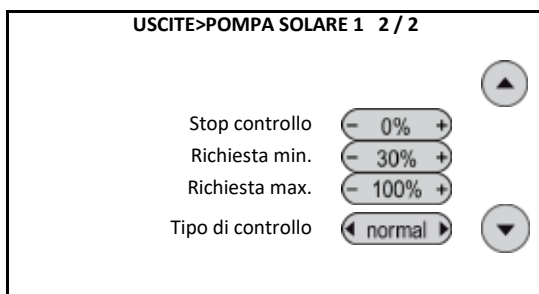 USCITE>POMPA SOLARE 1 2 / 2
Stop controllo - 0% +
Richiesta min. - 30% +
Richiesta max. - 100% +
Tipo di controllo normal